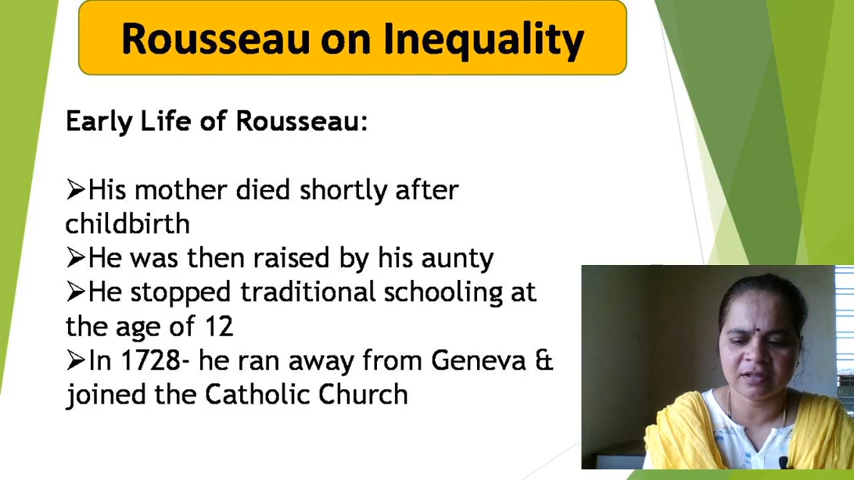 Rousseau on Inequality
Early Life of Rousseau:
➢His mother died shortly after
childbirth
➢He was then raised by his aunty
➢He stopped traditional schooling at
the age of 12
➢In 1728- he ran away from Geneva &
joined the Catholic Church